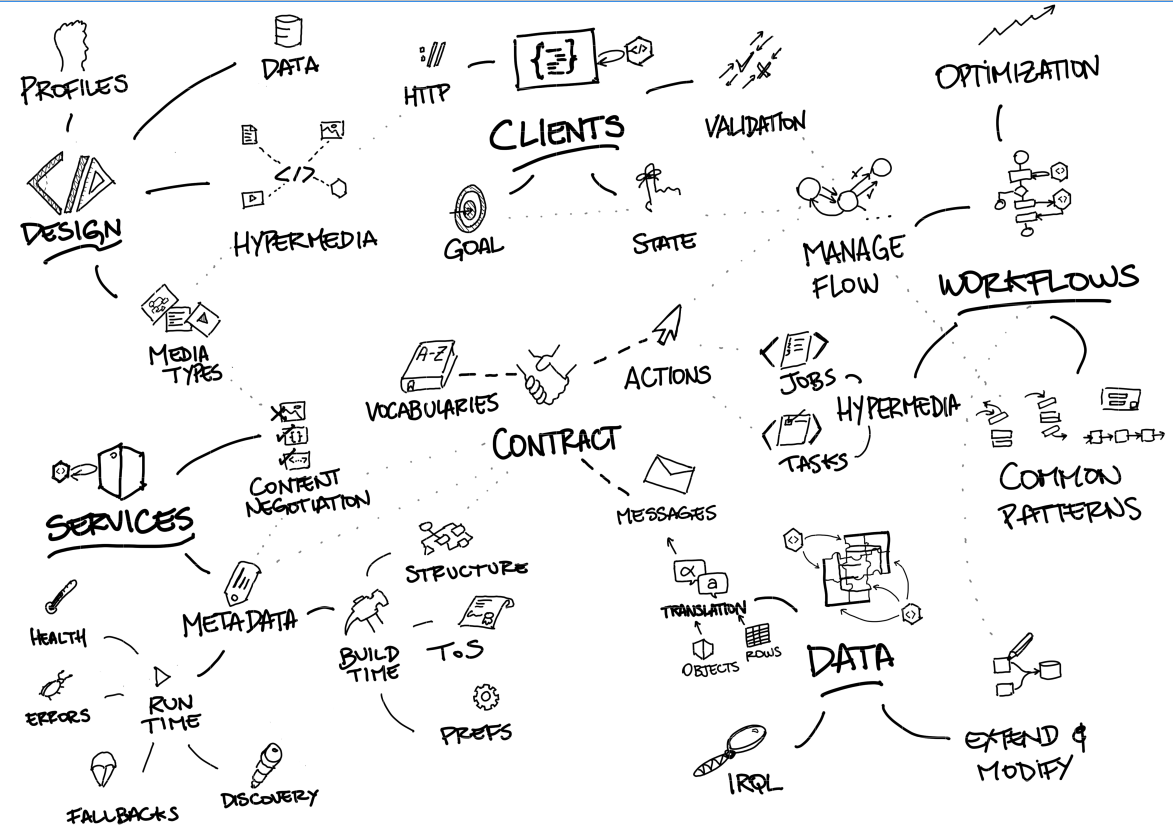 PROFILES
DATA
HTTP
CLIENTS
VALIDATION
OPTIMIZATION
DESIGN
</>
HYPERMEDIA
GOAL
STATE
MANAGE
FLOW
WORKFLOWS
MEDIA
TYPES
A-Z
VOCABULARIES
CONTRACT
ACTIONS
JOBS
TASKS
HYPERMEDIA
COMMON
PATTERNS
SERVICES
CONTENT
NEGOTIATION
MESSAGES
METADATA
STRUCTURE
BUILD
TIME
ToS
PREFS
HEALTH
ERRORS
RUN
TIME
FALLBACKS
DISCOVERY
α
a
TRANSLATION
OBJECTS
ROWS
DATA
IRQL
EXTEND &
MODIFY